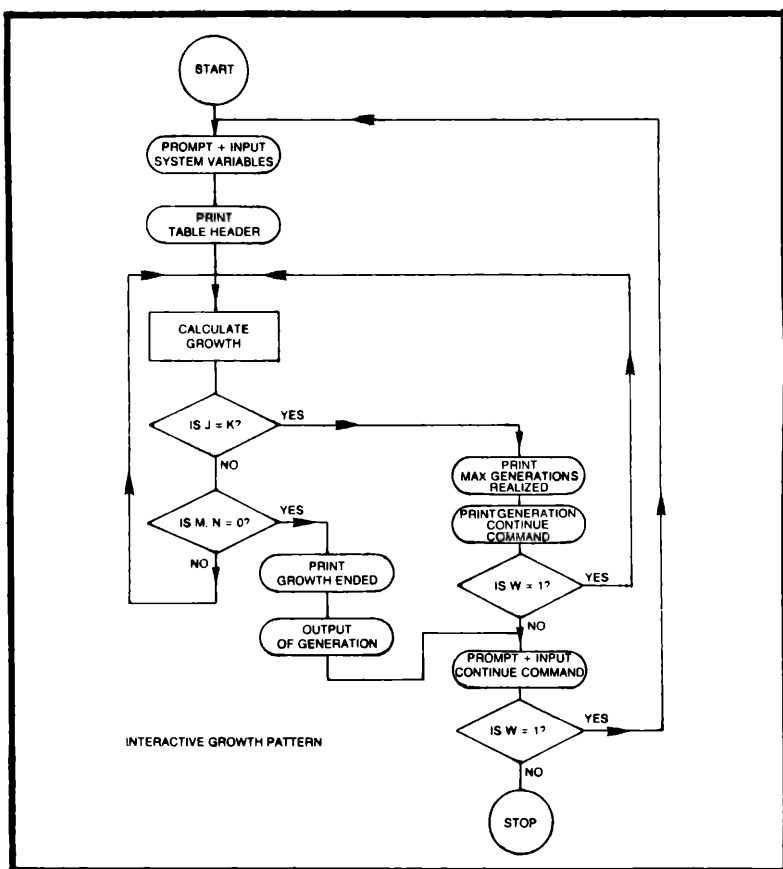 START
PROMPT + INPUT
SYSTEM VARIABLES
PRINT
TABLE HEADER
CALCULATE
GROWTH
IS J = K?
YES
NO
PRINT
MAX GENERATIONS
REALIZED
IS M, N = 0?
YES
NO
PRINT GENERATION
CONTINUE
COMMAND
PRINT
GROWTH ENDED
IS W = 1?
YES
NO
OUTPUT
OF GENERATION
PROMPT + INPUT
CONTINUE COMMAND
IS W = 1?
YES
NO
INTERACTIVE GROWTH PATTERN
STOP